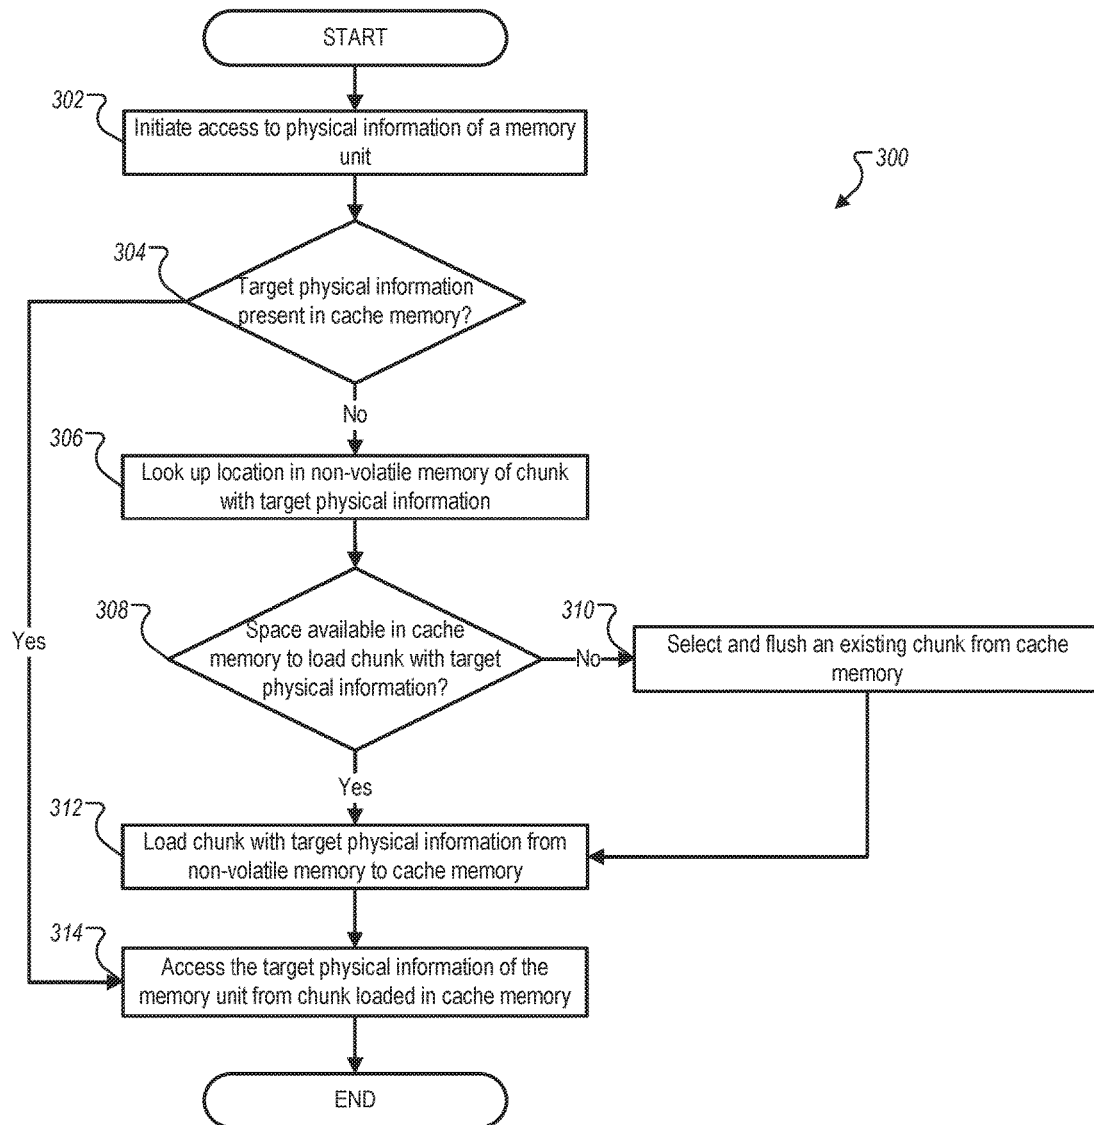 START
302
Initiate access to physical information of a memory
unit
300
304
Target physical information
present in cache memory?
No
306
Look up location in non-volatile memory of chunk
with target physical information
308
Space available in cache
memory to load chunk with target
physical information?
Yes
No
310
Select and flush an existing chunk from cache
memory
Yes
312
Load chunk with target physical information from
non-volatile memory to cache memory
314
Access the target physical information of the
memory unit from chunk loaded in cache memory
END